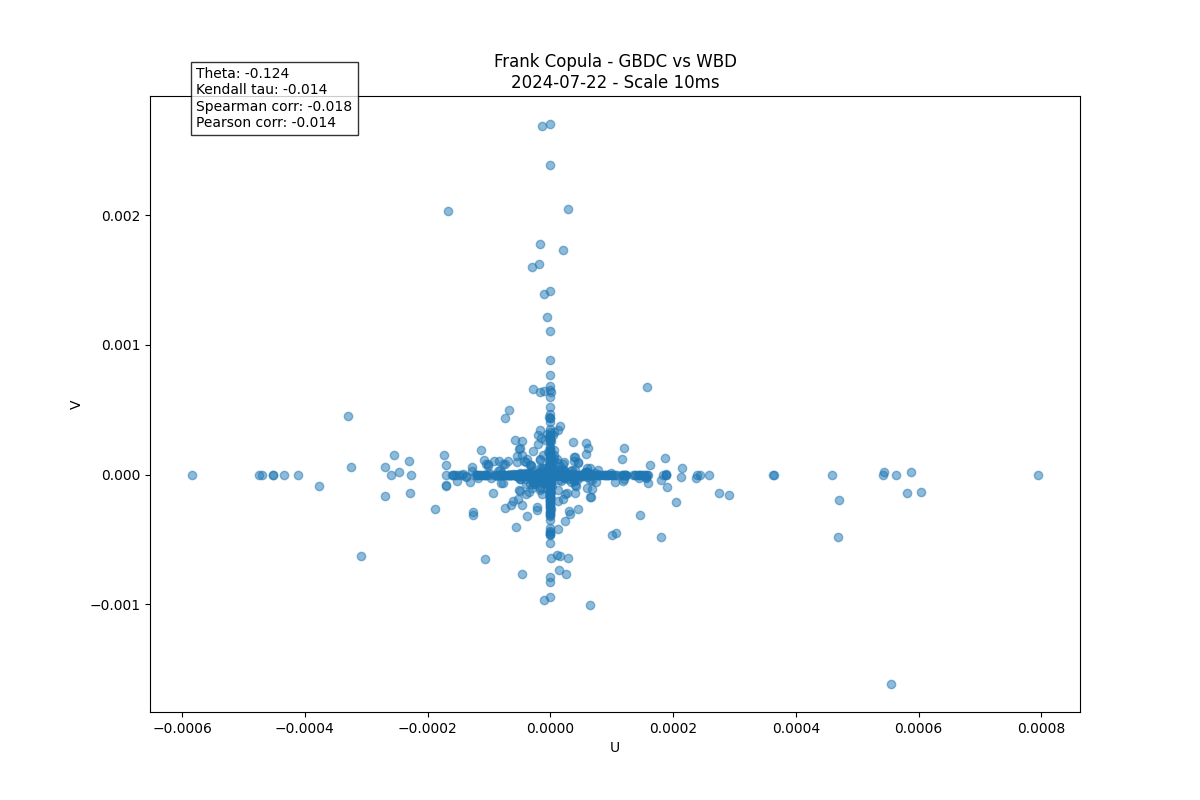 Frank Copula - GBDC vs WBD
2024-07-22 - Scale 10ms
Theta: -0.124
Kendall tau: -0.014
Spearman corr: -0.018
Pearson corr: -0.014
V
0.002
0.001
0.000
−0.001
−0.0006
−0.0004
−0.0002
0.0000
0.0002
0.0004
0.0006
0.0008
U